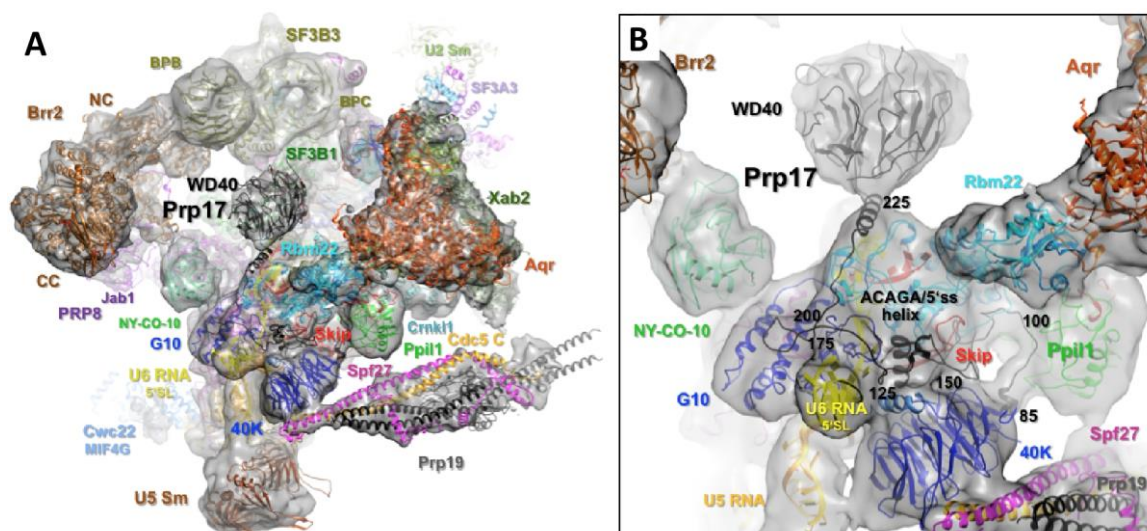 A
SF3B3
BPB
U2 Sm
NC
BPC
SF3A3
Brr2
SF3B1
WD40
Prp17
Xab2
Rbm22
CC
Aqr
Jab1
PRP8
NY-CO-10
Crnkl1
G10
Skip
Ppil1
Cdc5 C
U6 RNA
Spf27
5'SL
Cwc22
40K
MIF4G
Prp19
U5 Sm
B
Brr2
Aqr
WD40
Prp17
Rbm22
225
ACAGA/5'ss
helix
NY-CO-10
200
100
175
Skip
Ppil1
G10
125
150
U6 RNA
5'SL
85
Spf27
40K
Prp19
U5 RNA